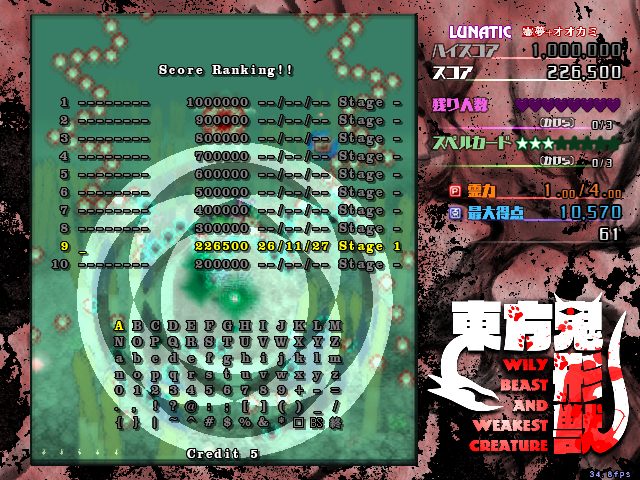 Score Ranking!!
1 -------- 1000000 --/--/-- Stage -
2 -------- 900000 --/--/-- Stage -
3 -------- 800000 --/--/-- Stage -
4 -------- 700000 --/--/-- Stage -
5 -------- 600000 --/--/-- Stage -
6 -------- 500000 --/--/-- Stage -
7 -------- 400000 --/--/-- Stage -
8 -------- 300000 --/--/-- Stage -
9 _ 226500 26/11/27 Stage 1
10 -------- 200000 --/--/-- Stage -
A B C D E F G H I J K L M
N O P Q R S T U V W X Y Z
a b c d e f g h i j k l m
n o p q r s t u v w x y z
0 1 2 3 4 5 6 7 8 9 + - =
. , ! ? @ : ; [ ] ( ) _ /
{ } | ~ ^ # $ % & * □ BS 終
Credit 5
LUNATIC 霊夢+オオカミ
ハイスコア 1,000,000
スコア 226,500
残り人数
(かけら) 0/3
スペルカード ★★★
(かけら) 0/3
P 霊力 1.00/4.00
最大得点 10,570
61
東方鬼形獣
WILY
BEAST
AND
WEAKEST
CREATURE
34.8fps